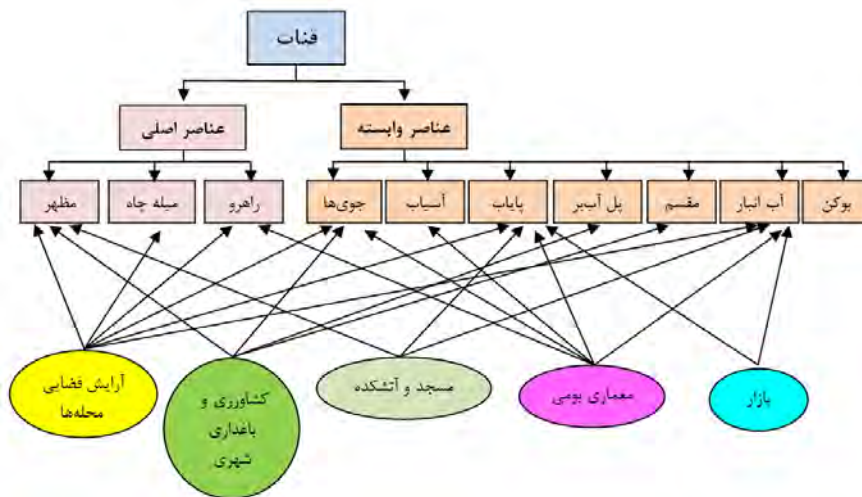 قنات
عناصر وابسته
عناصر اصلی
بوکن
آب انبار
مقسم
پل آب‌بر
پایاب
آسیاب
جوی‌ها
راهرو
میله چاه
مظهر
بازار
معماری بومی
مسجد و آتشکده
کشاورزی و
باغداری
شهری
آرایش فضایی
محله‌ها